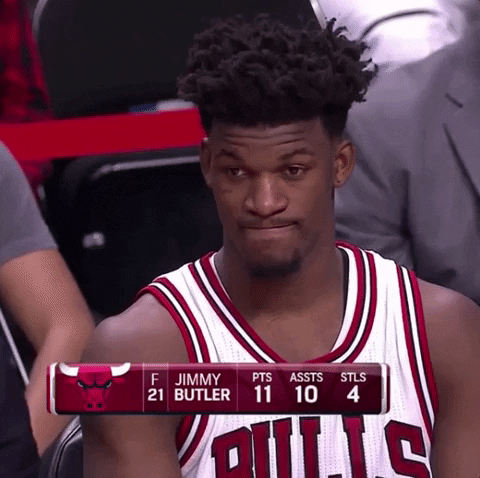 F
21
JIMMY
BUTLER
PTS
11
ASSTS
10
STLS
4
BULLS